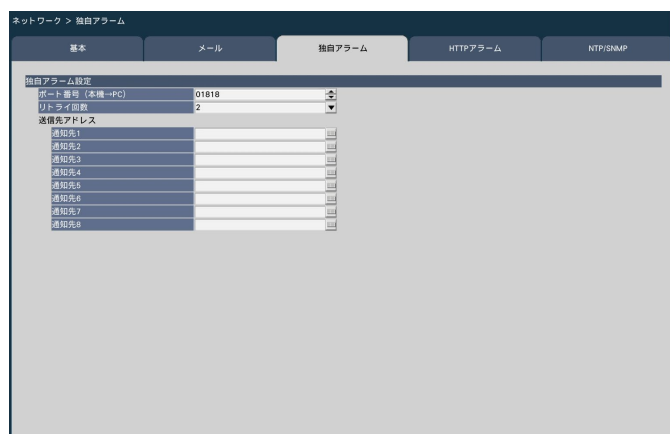 ネットワーク > 独自アラーム
基本 メール 独自アラーム HTTPアラーム NTP/SNMP
独自アラーム設定
ポート番号（本機→PC） 01818
リトライ回数 2
送信先アドレス
通知先1
通知先2
通知先3
通知先4
通知先5
通知先6
通知先7
通知先8